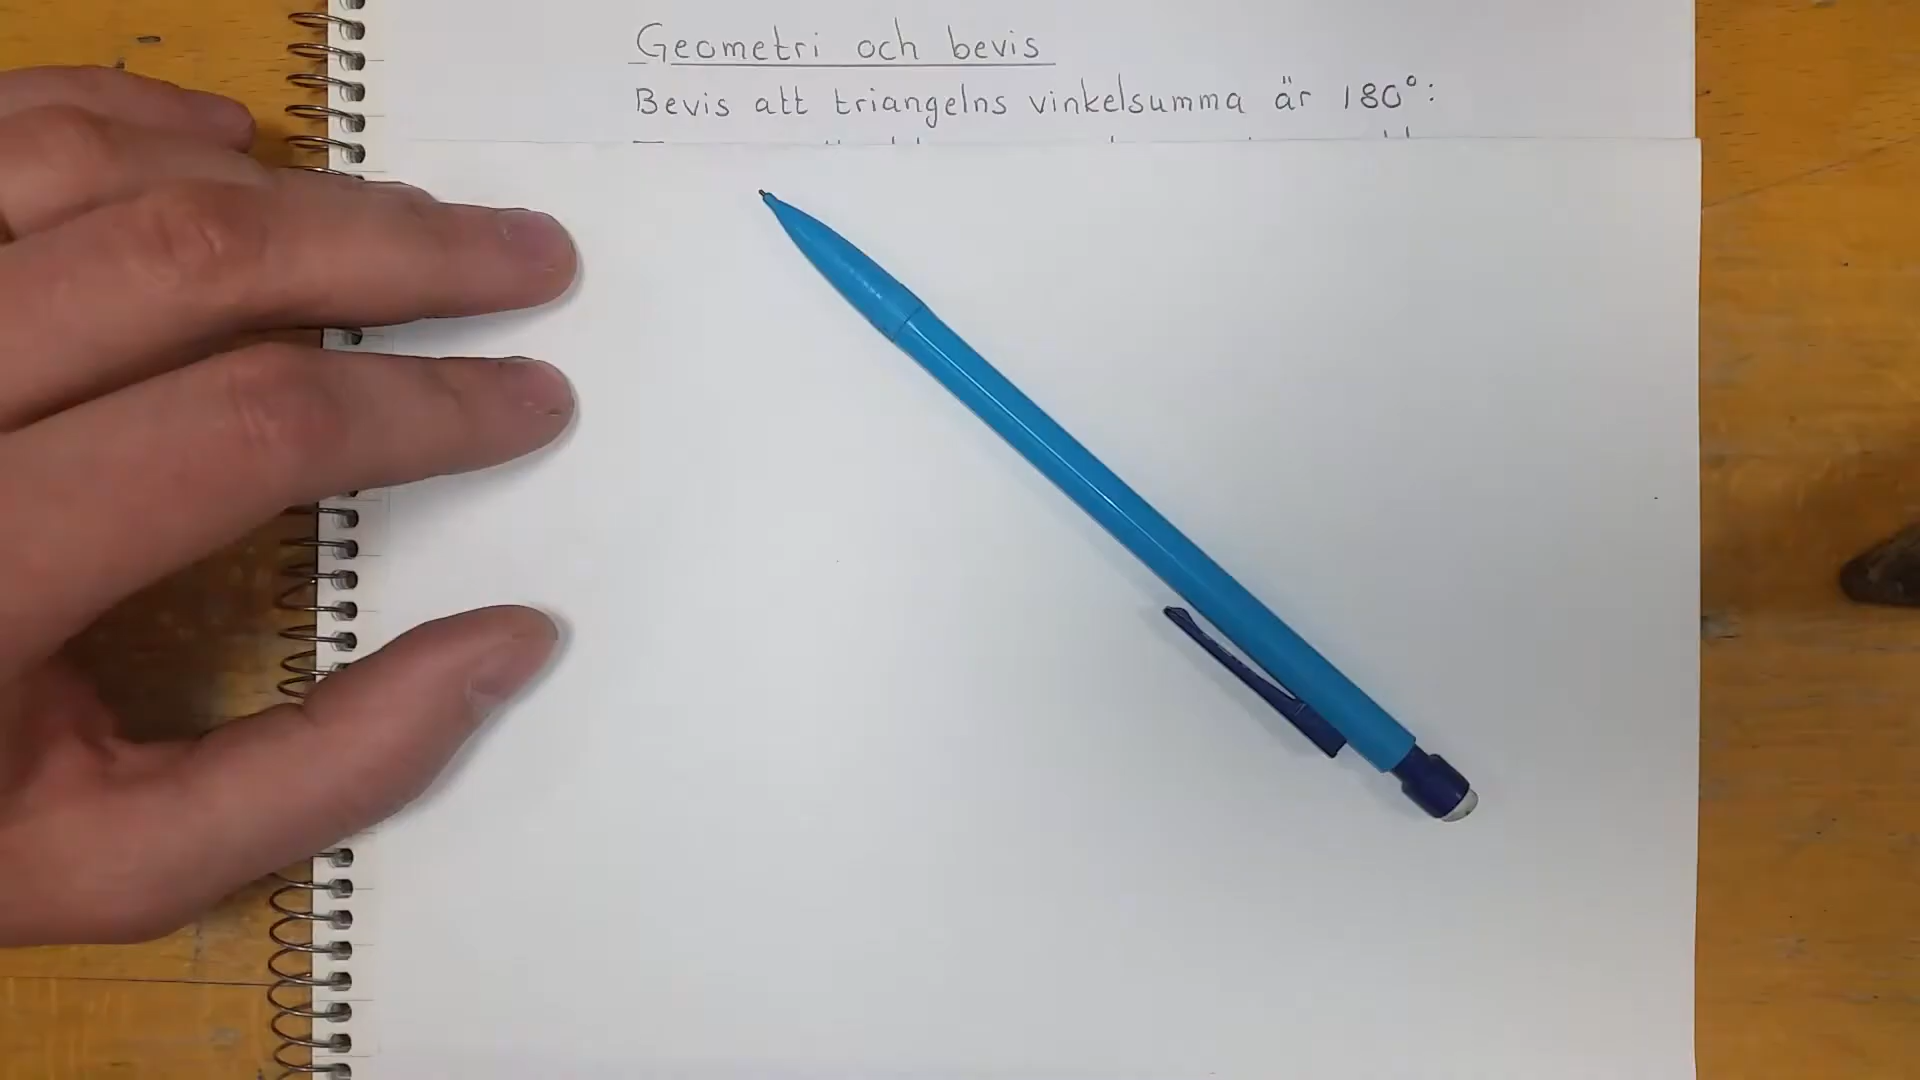 Geometri och bevis
Bevis att triangelns vinkelsumma är 180°: